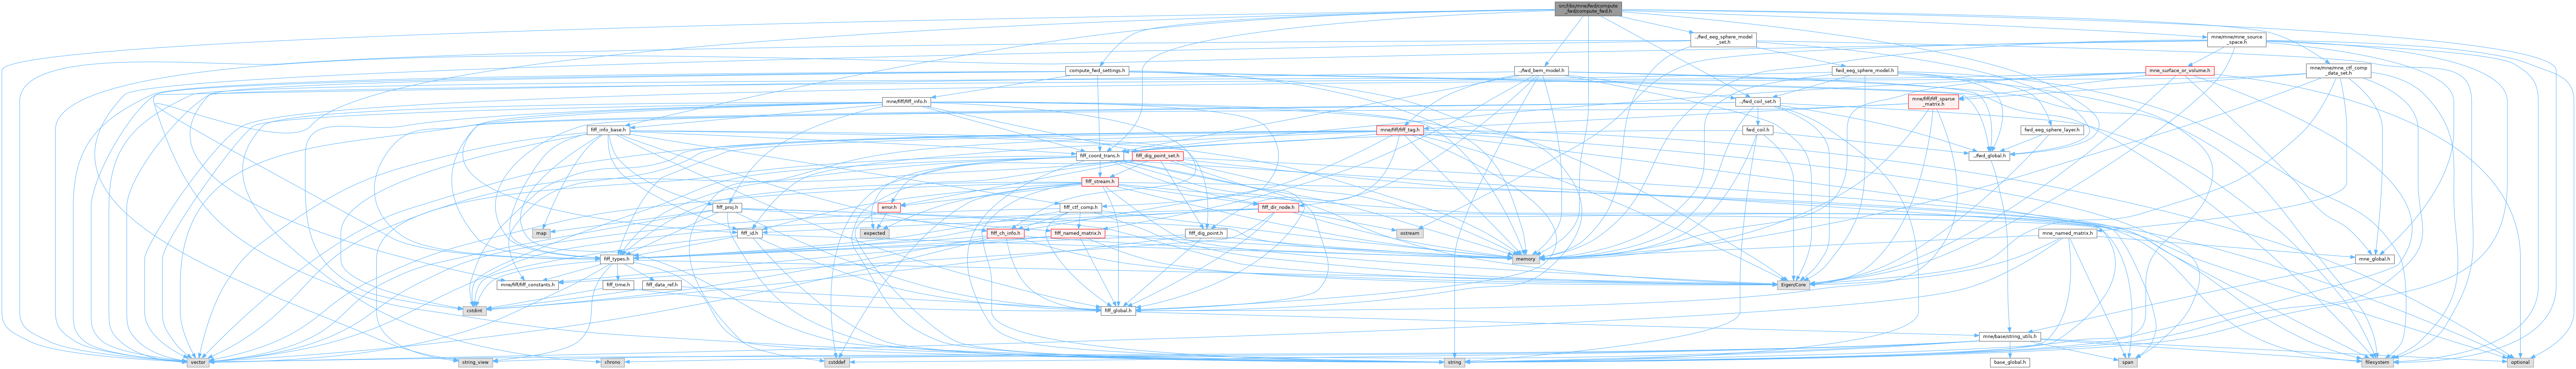 src/libs/mne/fwd/compute
_fwd/compute_fwd.h
../fwd_eeg_sphere_model
_set.h
mne/mne/mne_source
_space.h
compute_fwd_settings.h
../fwd_bem_model.h
fwd_eeg_sphere_model.h
mne_surface_or_volume.h
mne/mne/mne_ctf_comp
_data_set.h
mne/fiff/fiff_info.h
../fwd_coil_set.h
mne/fiff/fiff_sparse
_matrix.h
fiff_info_base.h
mne/fiff/fiff_tag.h
fwd_coil.h
fwd_eeg_sphere_layer.h
fiff_coord_trans.h
fiff_dig_point_set.h
../fwd_global.h
fiff_stream.h
fiff_proj.h
error.h
fiff_ctf_comp.h
fiff_dir_node.h
map
fiff_id.h
expected
fiff_ch_info.h
fiff_named_matrix.h
fiff_dig_point.h
ostream
mne_named_matrix.h
fiff_types.h
memory
mne_global.h
mne/fiff/fiff_constants.h
fiff_time.h
fiff_data_ref.h
Eigen/Core
cstdint
fiff_global.h
mne/base/string_utils.h
vector
string_view
chrono
cstddef
string
base_global.h
span
filesystem
optional